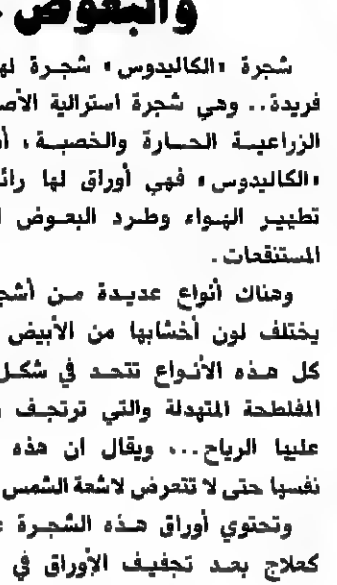 والبعوض
شجرة «الكاليدوس» شجرة لها
فريدة.. وهي شجرة استرالية الأصل
الزراعية الحارة والخصبة،
«الكاليدوس» فهي أوراق لها
تطهير الهواء وطرد البعوض
المستنقعات.
وهناك أنواع عديدة من
يختلف لون أخشابها من الأبيض
كل هذه الأنواع تتحد في شكل
المفلطحة المتهدلة والتي ترتجف
عليها الرياح... ويقال ان هذه
نفسها حتى لا تتعرض لاشعة الشمس
وتحتوي أوراق هذه الشجرة
كعلاج بعد تجفيف الأوراق في